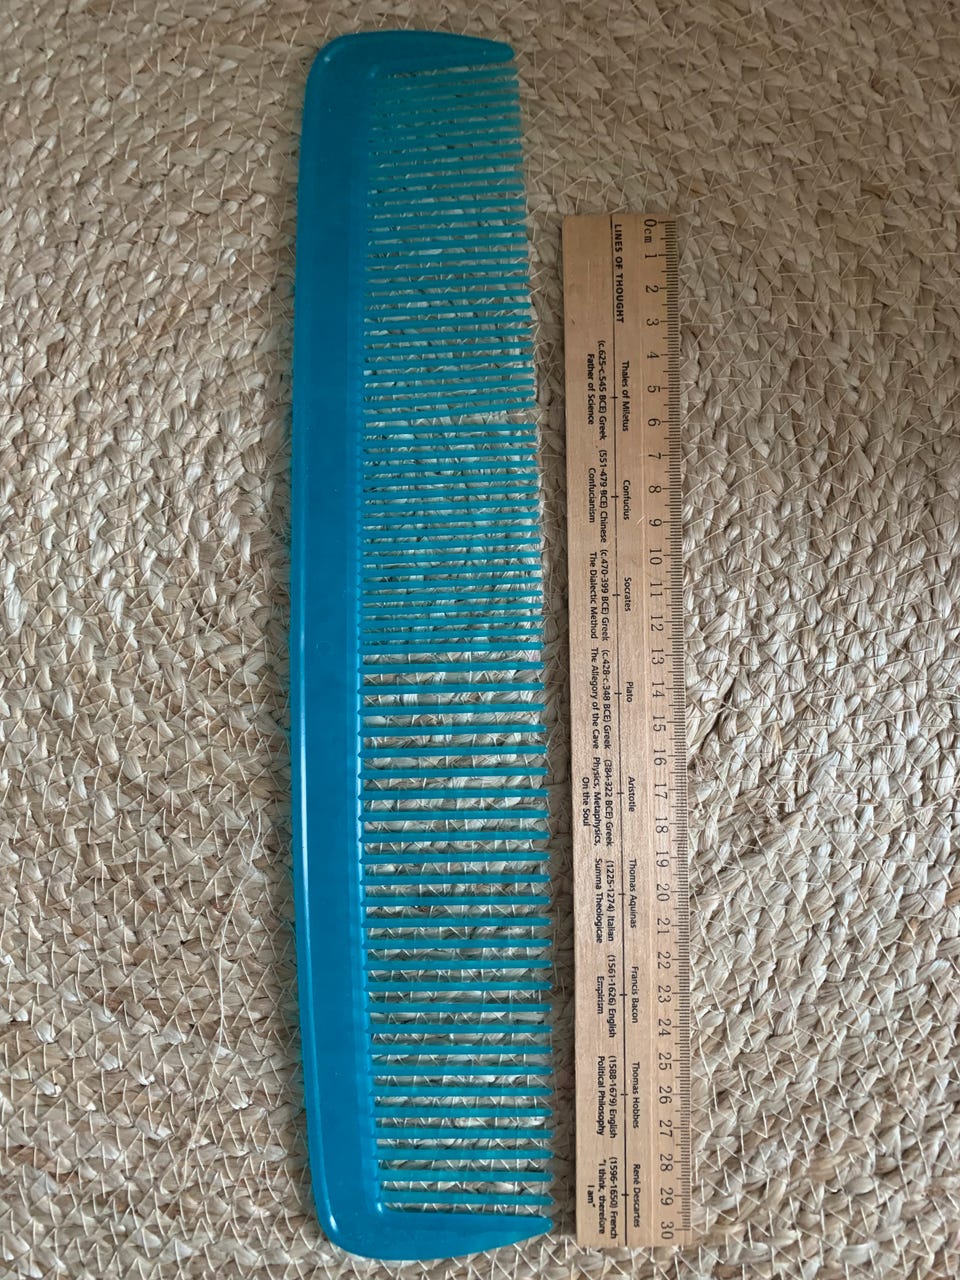 0cm 1 2 3 4 5 6 7 8 9 10 11 12 13 14 15 16 17 18 19 20 21 22 23 24 25 26 27 28 29 30
LINES OF THOUGHT
Thales of Miletus
(c.625-c.545 BCE) Greek
Father of Science
Confucius
(551-479 BCE) Chinese
Confucianism
Socrates
(c.470-399 BCE) Greek
The Dialectic Method
Plato
(c.428-c.348 BCE) Greek
The Allegory of the Cave
Aristotle
(384-322 BCE) Greek
Physics, Metaphysics,
On the Soul
Thomas Aquinas
(1225-1274) Italian
Summa Theologicae
Francis Bacon
(1561-1626) English
Empirism
Thomas Hobbes
(1588-1679) English
Political Philosophy
René Descartes
(1596-1650) French
"I think, therefore
I am"